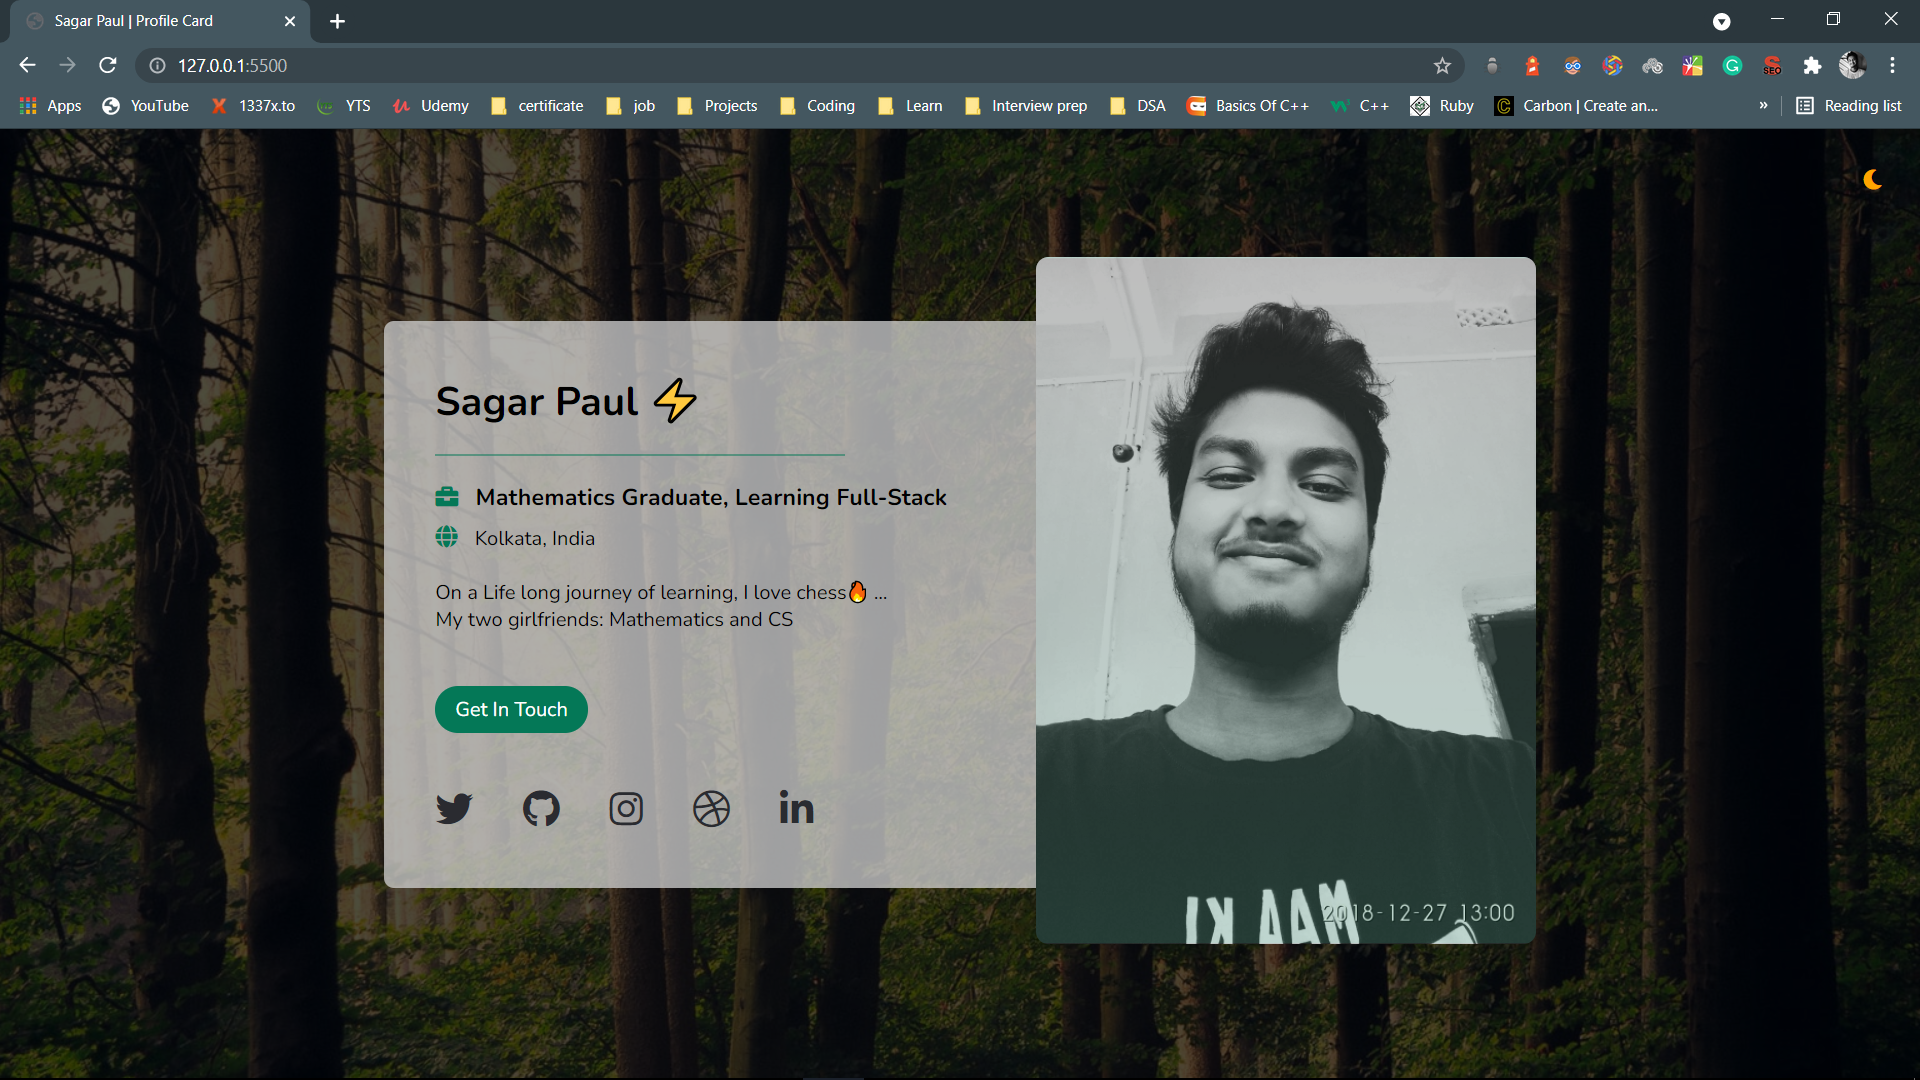 Sagar Paul | Profile Card
127.0.0.1:5500
Apps YouTube 1337x.to YTS Udemy certificate job Projects Coding Learn Interview prep DSA Basics Of C++ C++ Ruby Carbon | Create an... » Reading list
SEO
Sagar Paul ⚡
Mathematics Graduate, Learning Full-Stack
Kolkata, India
On a Life long journey of learning, I love chess🔥 ...
My two girlfriends: Mathematics and CS
Get In Touch
in
MAA KI
2018-12-27 13:00